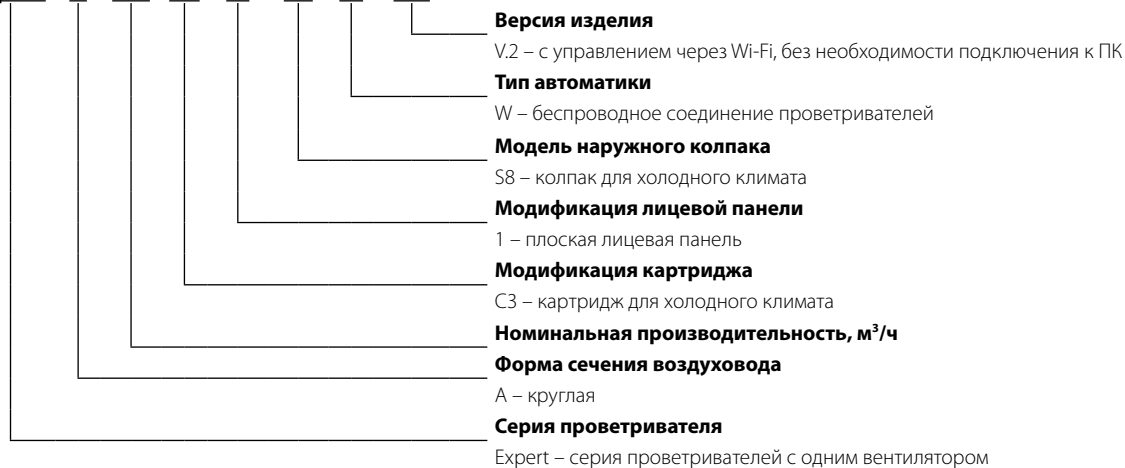 Версия изделия
V.2 – с управлением через Wi-Fi, без необходимости подключения к ПК
Тип автоматики
W – беспроводное соединение проветривателей
Модель наружного колпака
S8 – колпак для холодного климата
Модификация лицевой панели
1 – плоская лицевая панель
Модификация картриджа
С3 – картридж для холодного климата
Номинальная производительность, м³/ч
Форма сечения воздуховода
А – круглая
Серия проветривателя
Expert – серия проветривателей с одним вентилятором